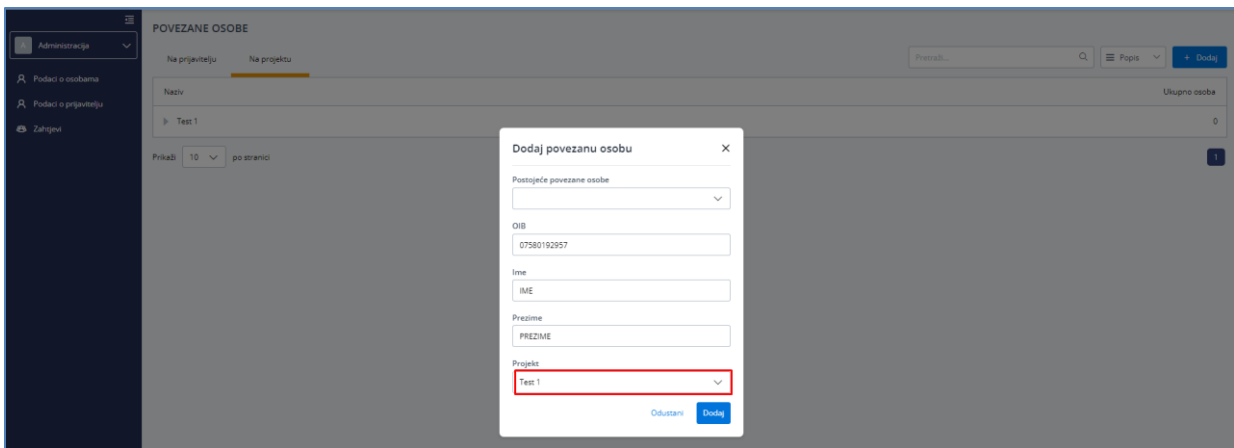 POVEZANE OSOBE
A Administracija
Podaci o osobama
Podaci o prijavitelju
Zahtjevi
Na prijavitelju Na projektu
Pretraži... Popis + Dodaj
Naziv Ukupno osoba
Test 1 0
Prikaži 10 po stranici 1
Dodaj povezanu osobu
Postojeće povezane osobe
OIB
07580192957
Ime
IME
Prezime
PREZIME
Projekt
Test 1
Odustani Dodaj